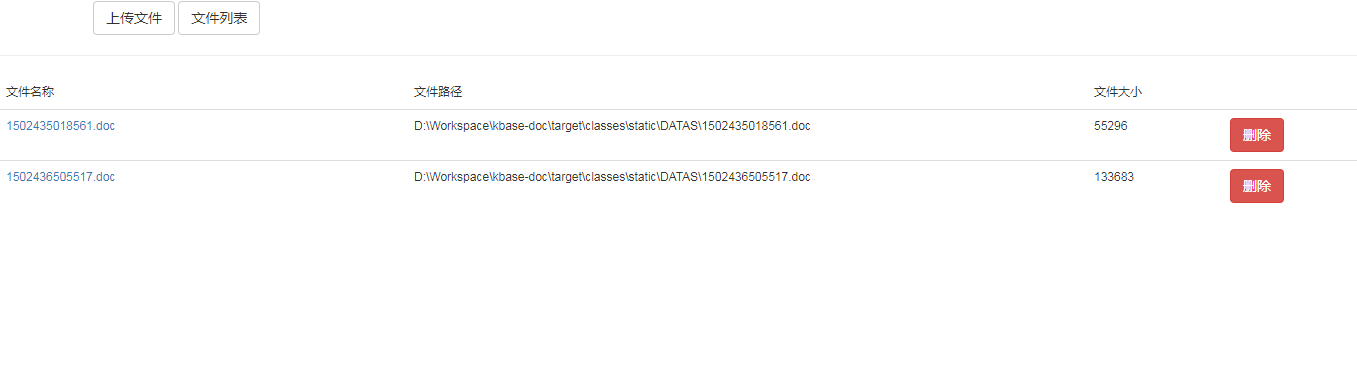 上传文件 文件列表
文件名称 文件路径 文件大小
1502435018561.doc D:\Workspace\kbase-doc\target\classes\static\DATAS\1502435018561.doc 55296 删除
1502436505517.doc D:\Workspace\kbase-doc\target\classes\static\DATAS\1502436505517.doc 133683 删除